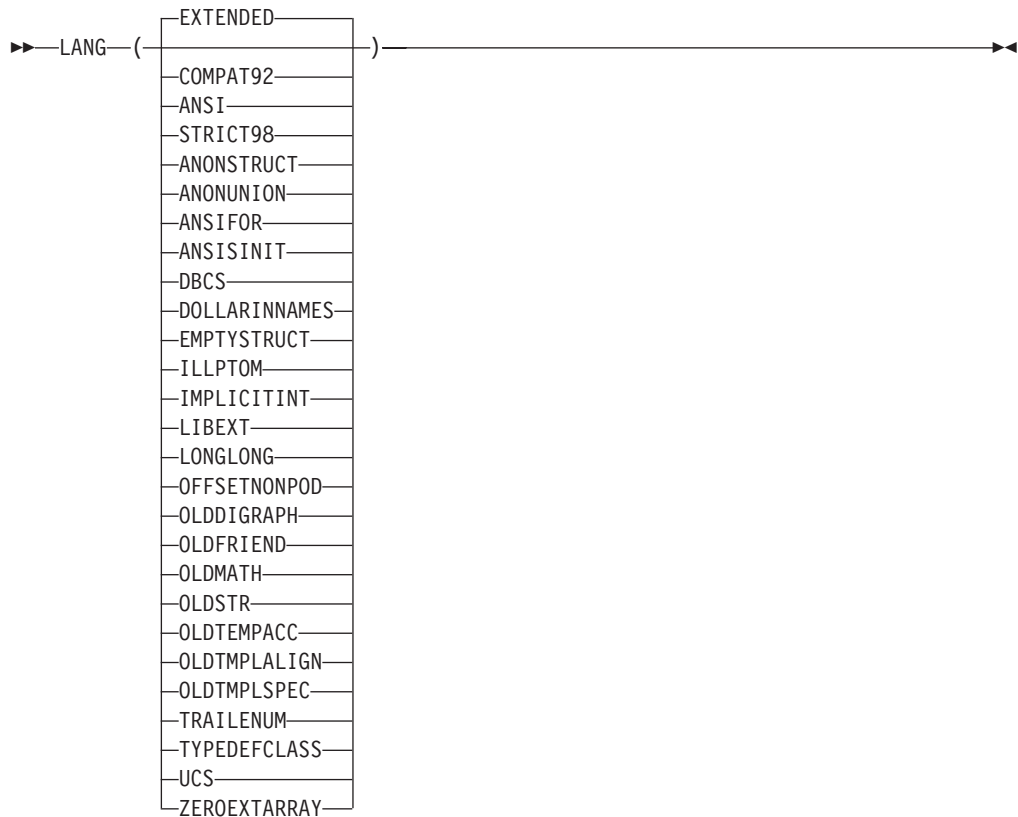 EXTENDED
LANG ( )
COMPAT92
ANSI
STRICT98
ANONSTRUCT
ANONUNION
ANSIFOR
ANSISINIT
DBCS
DOLLARINNAMES
EMPTYSTRUCT
ILLPTOM
IMPLICITINT
LIBEXT
LONGLONG
OFFSETNONPOD
OLDDIGRAPH
OLDFRIEND
OLDMATH
OLDSTR
OLDTEMPACC
OLDTMPLALIGN
OLDTMPLSPEC
TRAILENUM
TYPEDEFCLASS
UCS
ZEROEXTARRAY